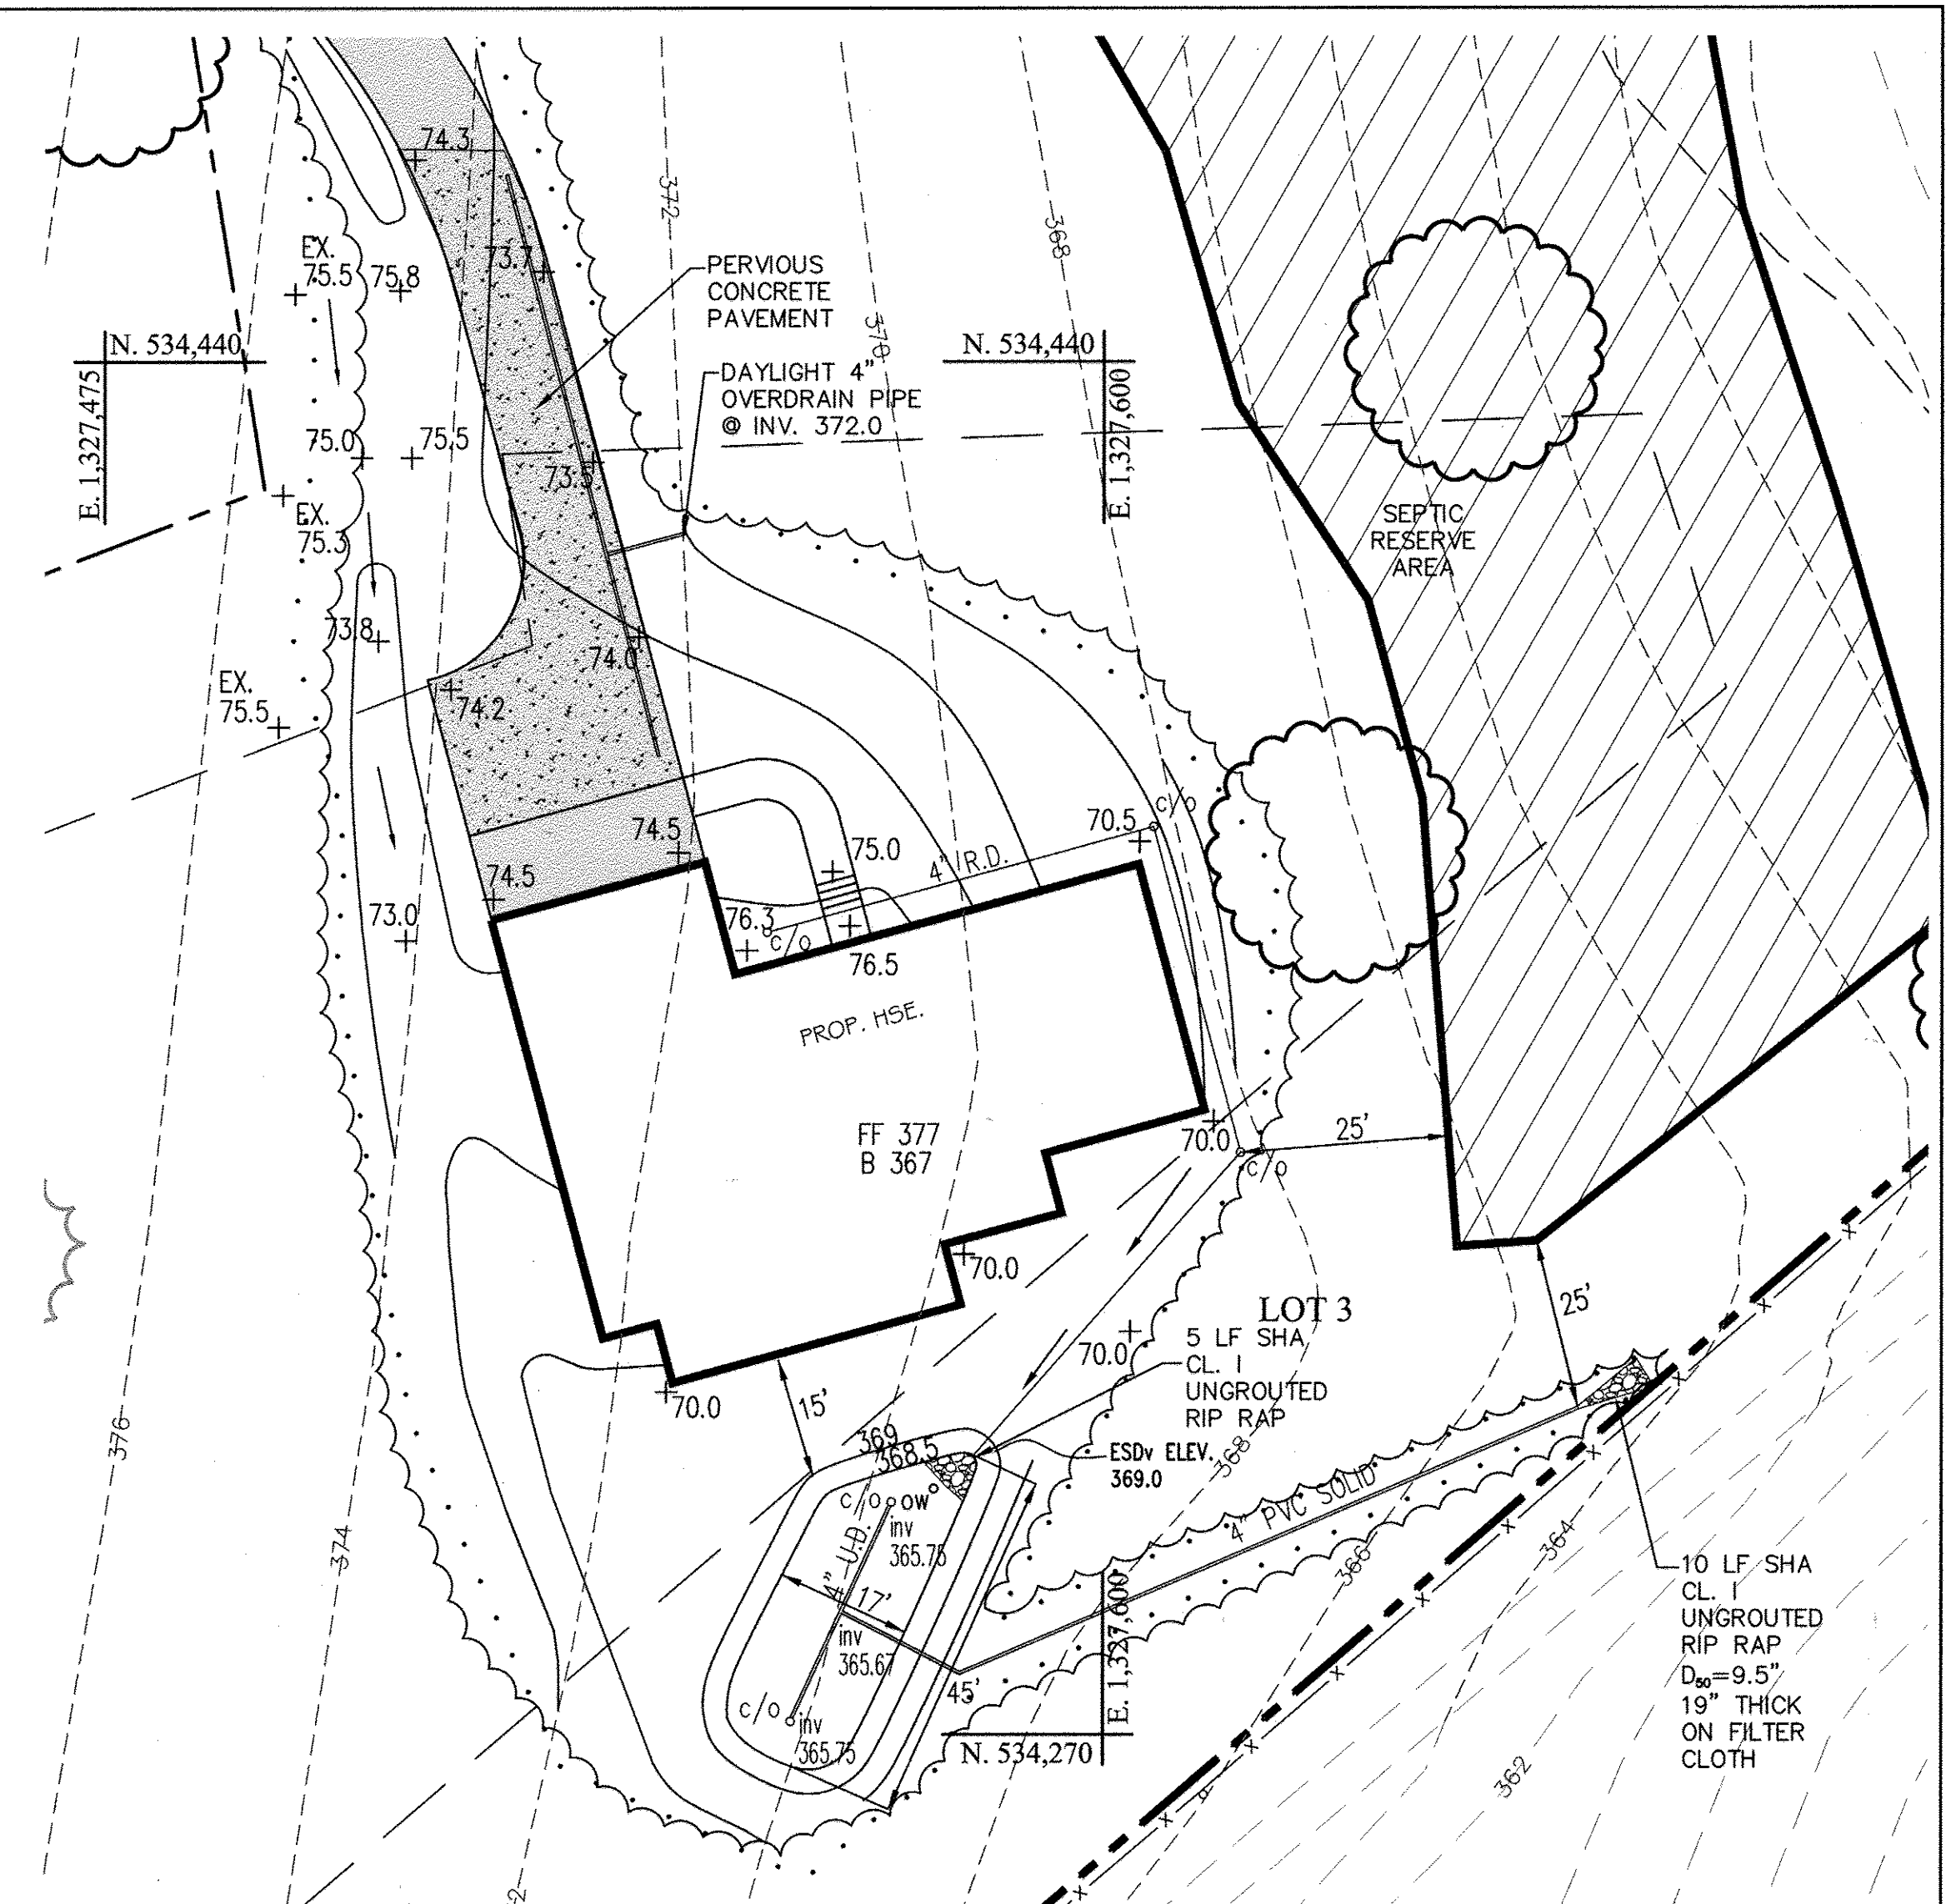 74.3
372
EX.
75.5
75.8
73.7
368
PERVIOUS
CONCRETE
PAVEMENT
N. 534,440
E. 1,327,475
370
N. 534,440
E. 1,327,600
DAYLIGHT 4"
OVERDRAIN PIPE
@ INV. 372.0
75.0
75.5
73.5
EX.
75.3
SEPTIC
RESERVE
AREA
73.8
74.0
EX.
75.5
74.2
74.5
75.0
70.5
c/o
4" R.D.
74.5
73.0
76.3
c/o
76.5
PROP. HSE.
FF 377
B 367
70.0
25'
c/o
70.0
LOT 3
25'
70.0
5 LF SHA
CL. I
UNGROUTED
RIP RAP
70.0
15'
376
369
368.5
ESDv ELEV.
369.0
368
c/o
OW
inv
365.75
4" U.D.
17'
4" PVC SOLID
374
366
364
inv
365.67
45'
E. 1,327,600
N. 534,270
c/o
inv
365.75
10 LF SHA
CL. I
UNGROUTED
RIP RAP
D50=9.5"
19" THICK
ON FILTER
CLOTH
362